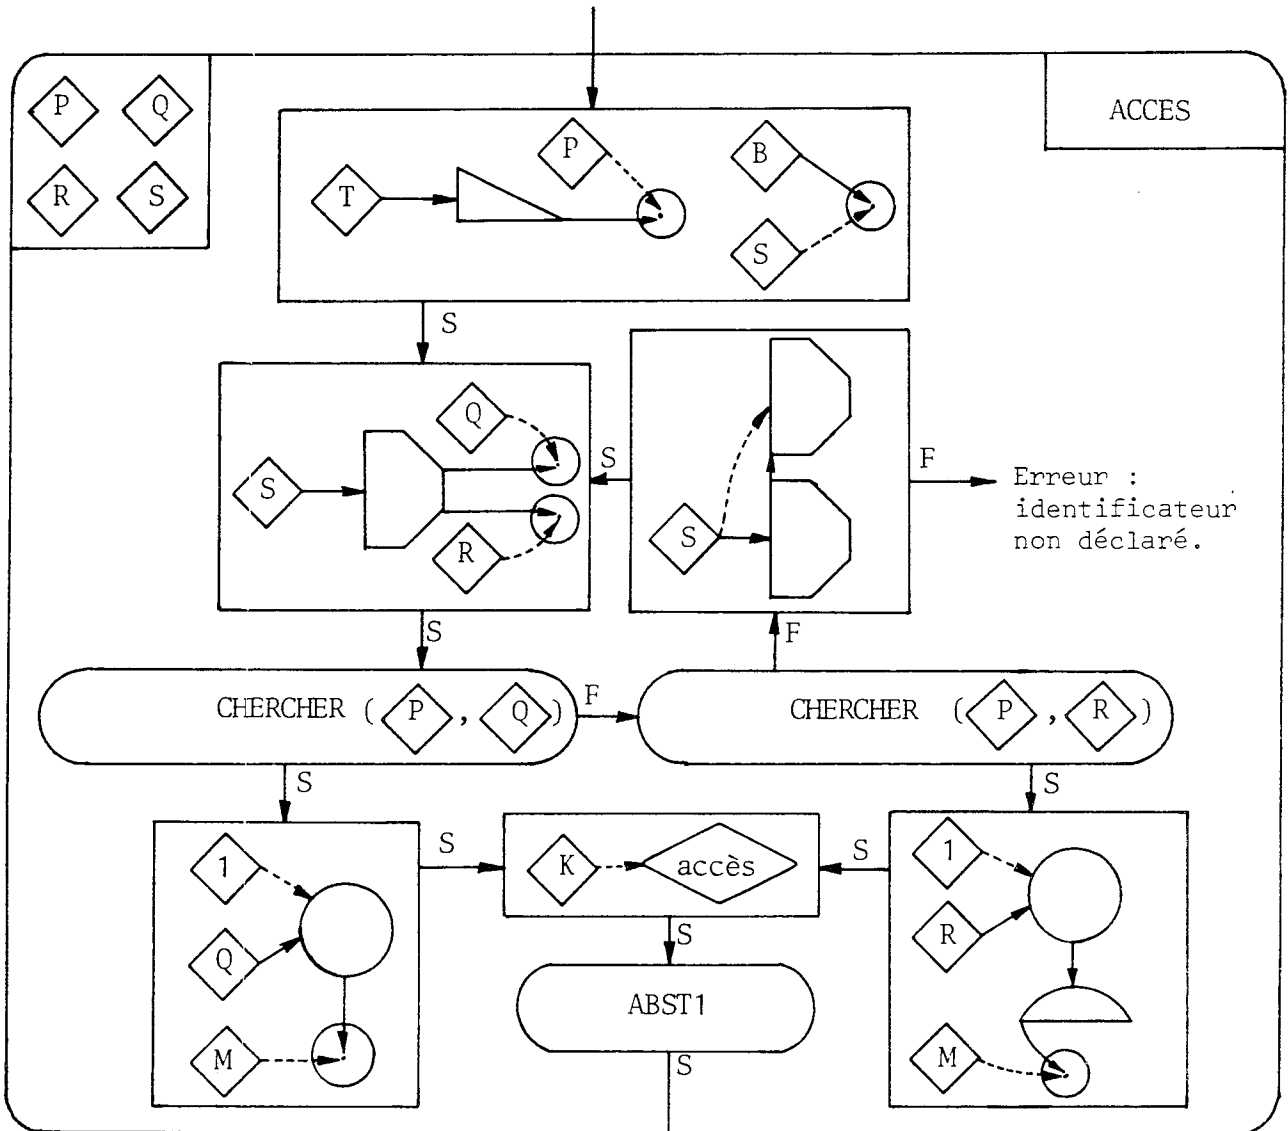 P Q
ACCES
R S
P
B
T
S
S
Q
S
R
S
S
F
Erreur :
identificateur
non déclaré.
S
F
CHERCHER ( P , Q )
F
CHERCHER ( P , R )
S
S
1
Q
M
S
K
accès
S
1
R
M
S
ABST1
S